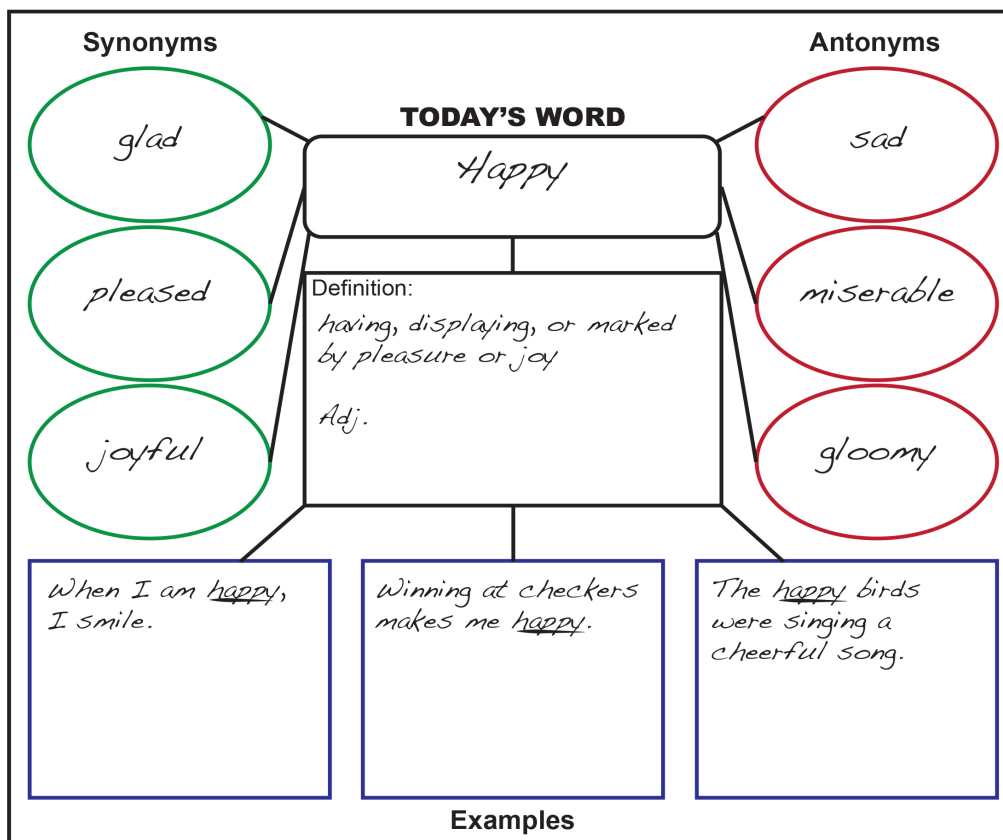 Synonyms
Antonyms
TODAY'S WORD
Happy
glad
pleased
joyful
sad
miserable
gloomy
Definition:
having, displaying, or marked
by pleasure or joy
Adj.
When I am happy,
I smile.
Winning at checkers
makes me happy.
The happy birds
were singing a
cheerful song.
Examples